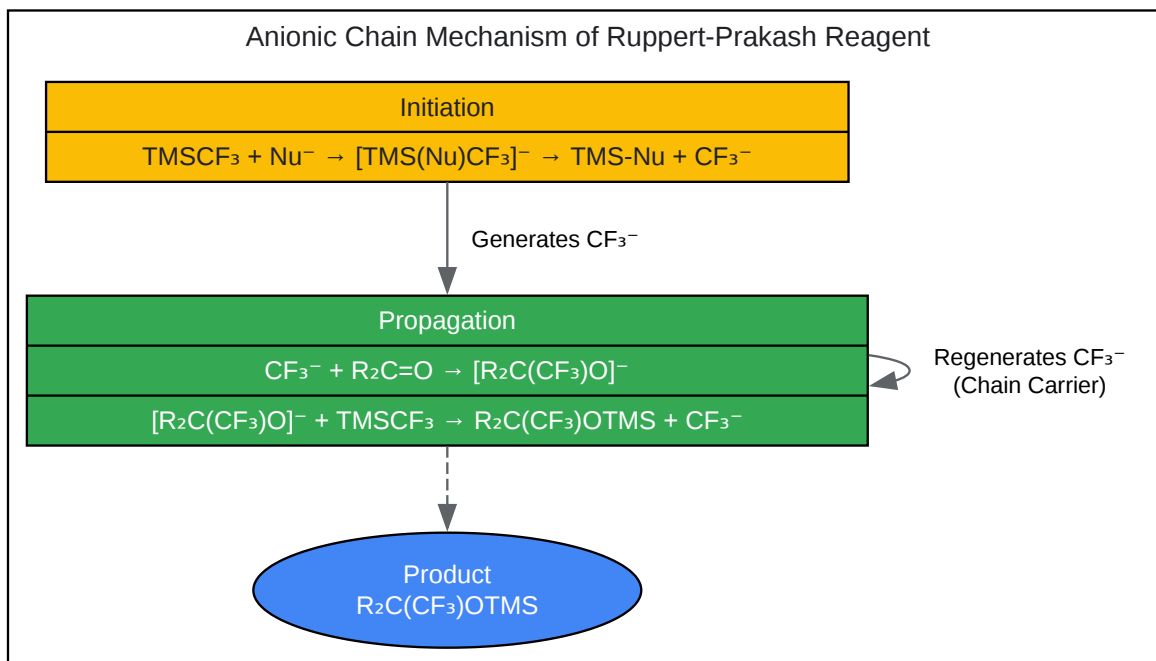 Anionic Chain Mechanism of Ruppert-Prakash Reagent
Initiation
TMSCF₃ + Nu⁻ → [TMS(Nu)CF₃]⁻ → TMS-Nu + CF₃⁻
Generates CF₃⁻
Propagation
CF₃⁻ + R₂C=O → [R₂C(CF₃)O]⁻
[R₂C(CF₃)O]⁻ + TMSCF₃ → R₂C(CF₃)OTMS + CF₃⁻
Regenerates CF₃⁻
(Chain Carrier)
Product
R₂C(CF₃)OTMS